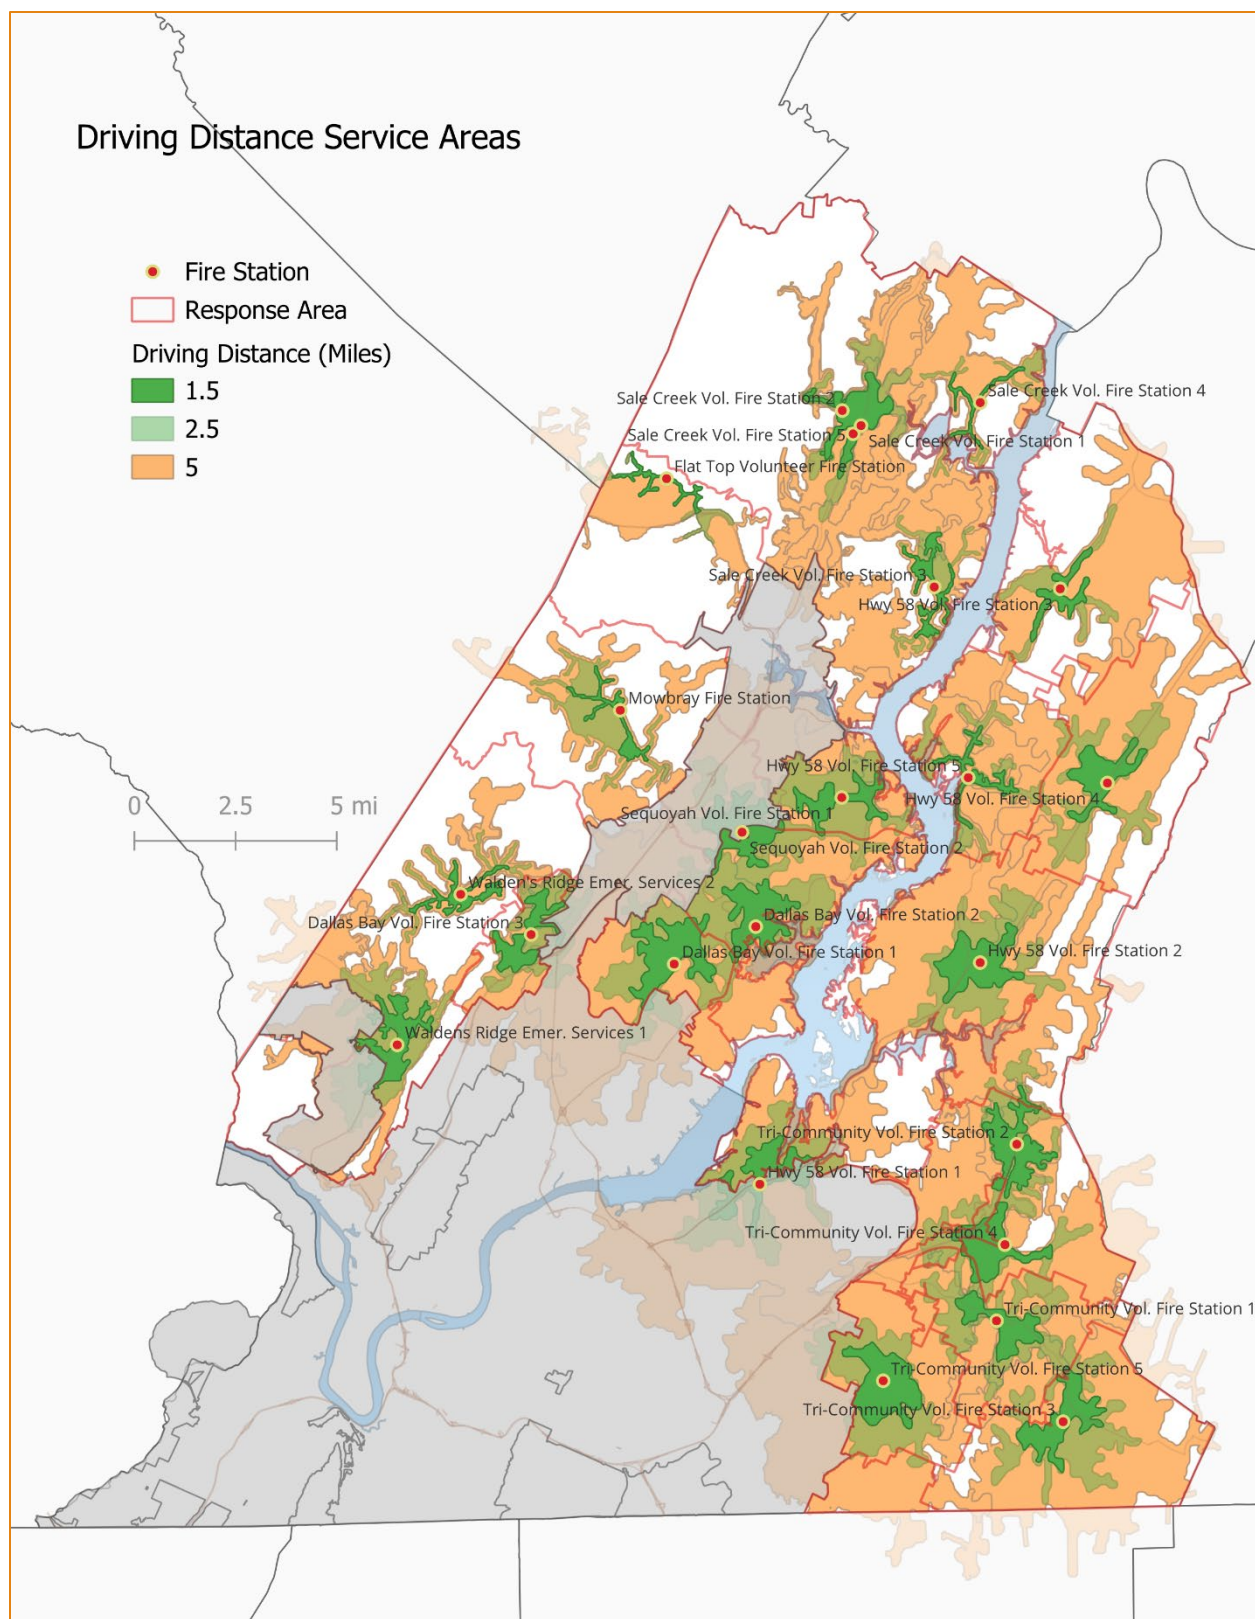 Driving Distance Service Areas
Fire Station
Response Area
Driving Distance (Miles)
1.5
2.5
5
Sale Creek Vol. Fire Station 4
Sale Creek Vol. Fire Station 2
Sale Creek Vol. Fire Station 5
Sale Creek Vol. Fire Station 1
Flat Top Volunteer Fire Station
Sale Creek Vol. Fire Station 3
Hwy 58 Vol. Fire Station 3
Mowbray Fire Station
Hwy 58 Vol. Fire Station 5
Hwy 58 Vol. Fire Station 4
0 2.5 5 mi
Sequoyah Vol. Fire Station 1
Sequoyah Vol. Fire Station 2
Walden's Ridge Emer. Services 2
Dallas Bay Vol. Fire Station 3
Dallas Bay Vol. Fire Station 2
Dallas Bay Vol. Fire Station 1
Hwy 58 Vol. Fire Station 2
Waldens Ridge Emer. Services 1
Tri-Community Vol. Fire Station 2
Hwy 58 Vol. Fire Station 1
Tri-Community Vol. Fire Station 4
Tri-Community Vol. Fire Station 1
Tri-Community Vol. Fire Station 5
Tri-Community Vol. Fire Station 3